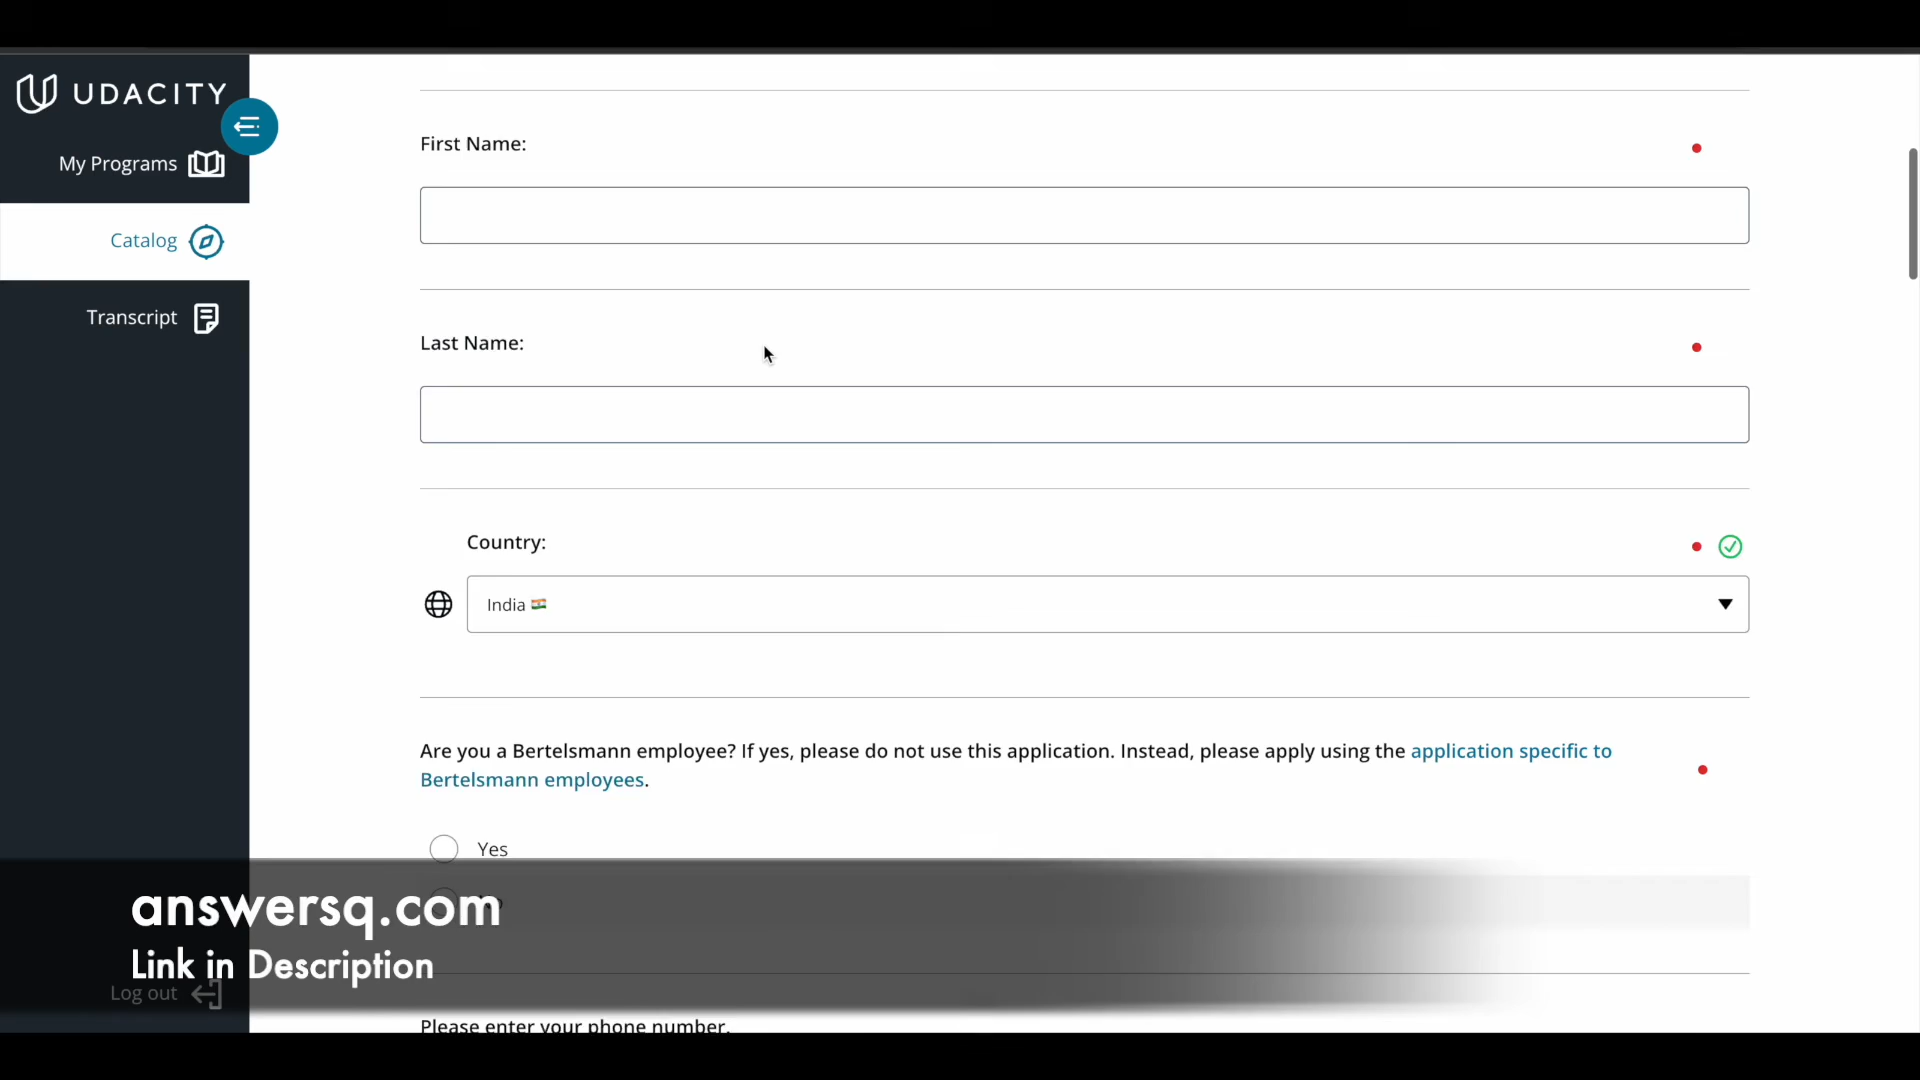 UDACITY
My Programs
Catalog
Transcript
First Name:
Last Name:
Country:
India
Are you a Bertelsmann employee? If yes, please do not use this application. Instead, please apply using the application specific to
Bertelsmann employees.
Yes
answersq.com
Link in Description
Log out
Please enter your phone number.